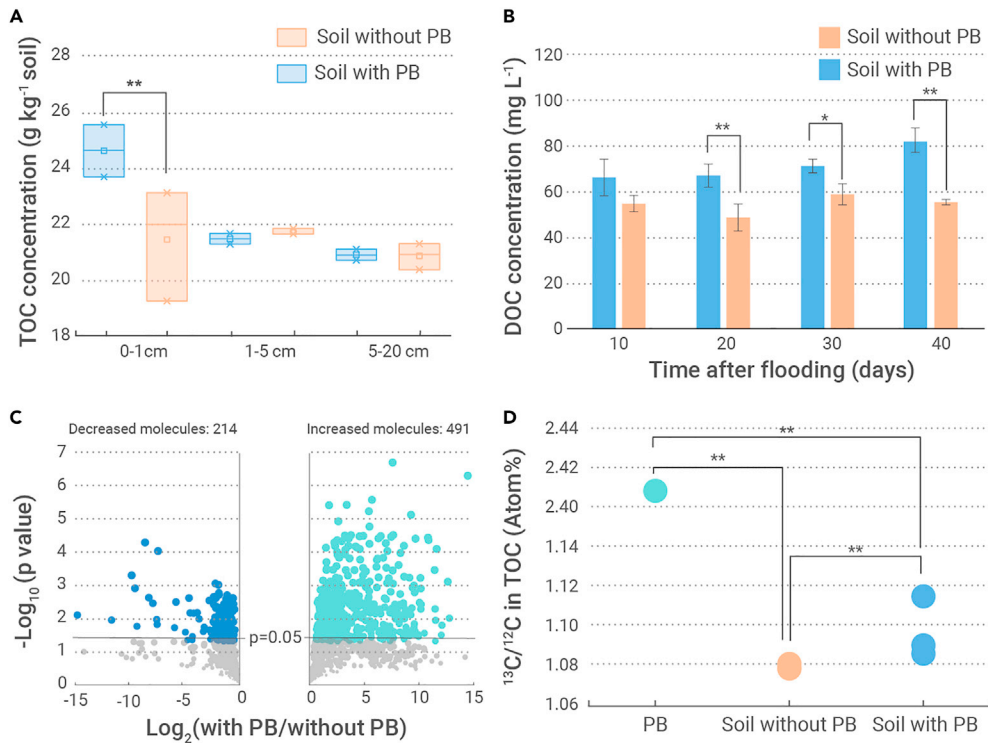 A
TOC concentration (g kg⁻¹ soil)
28
26
24
22
20
18
Soil without PB
Soil with PB
**
0-1cm
1-5 cm
5-20 cm
B
DOC concentration (mg L⁻¹)
120
100
80
60
40
20
0
Soil without PB
Soil with PB
**
*
**
10
20
30
40
Time after flooding (days)
C
Decreased molecules: 214
Increased molecules: 491
-Log₁₀(p value)
7
6
5
4
3
2
1
0
p=0.05
-15
-10
-5
0
0
5
10
15
Log₂(with PB/without PB)
D
¹³C/¹²C in TOC (Atom%)
2.44
2.42
2.40
1.14
1.12
1.10
1.08
1.06
**
**
**
PB
Soil without PB
Soil with PB